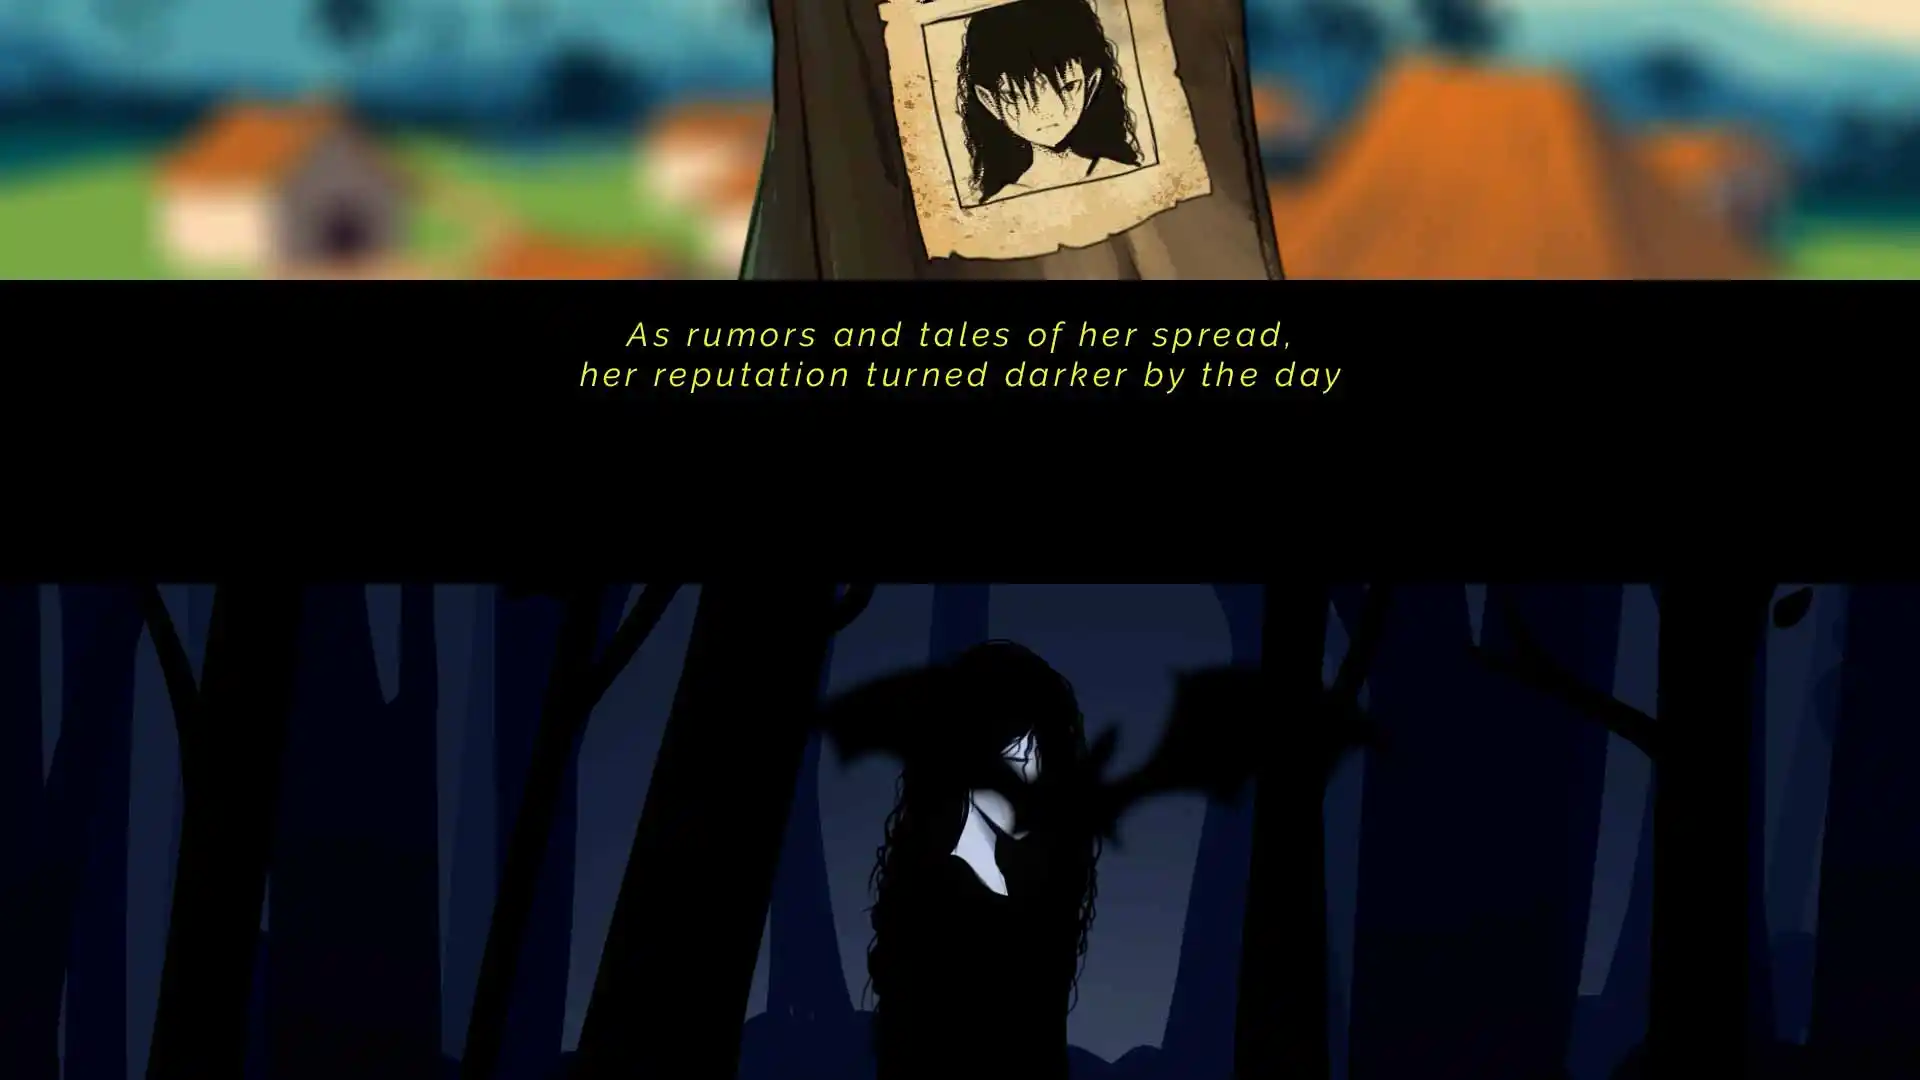 As rumors and tales of her spread,
her reputation turned darker by the day